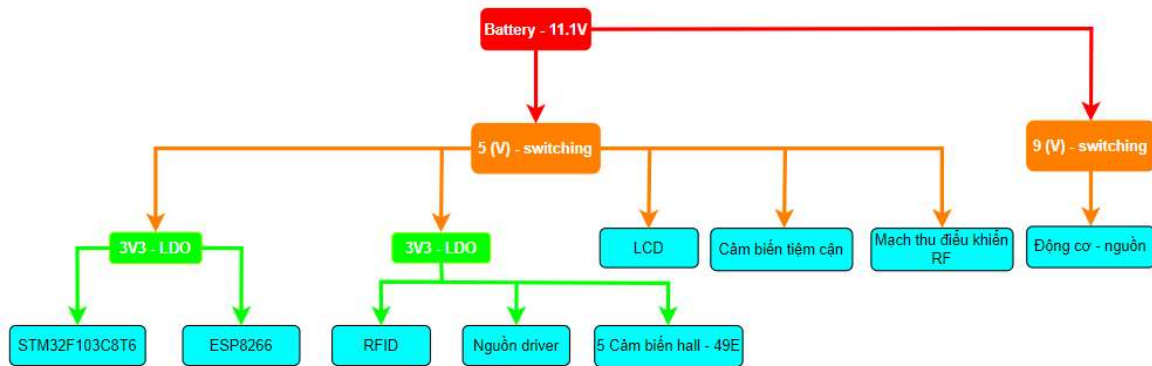 Battery - 11.1V
5 (V) - switching
9 (V) - switching
3V3 - LDO
3V3 - LDO
LCD
Cảm biến tiệm cận
Mạch thu điều khiển
RF
Động cơ - nguồn
STM32F103C8T6
ESP8266
RFID
Nguồn driver
5 Cảm biến hall - 49E